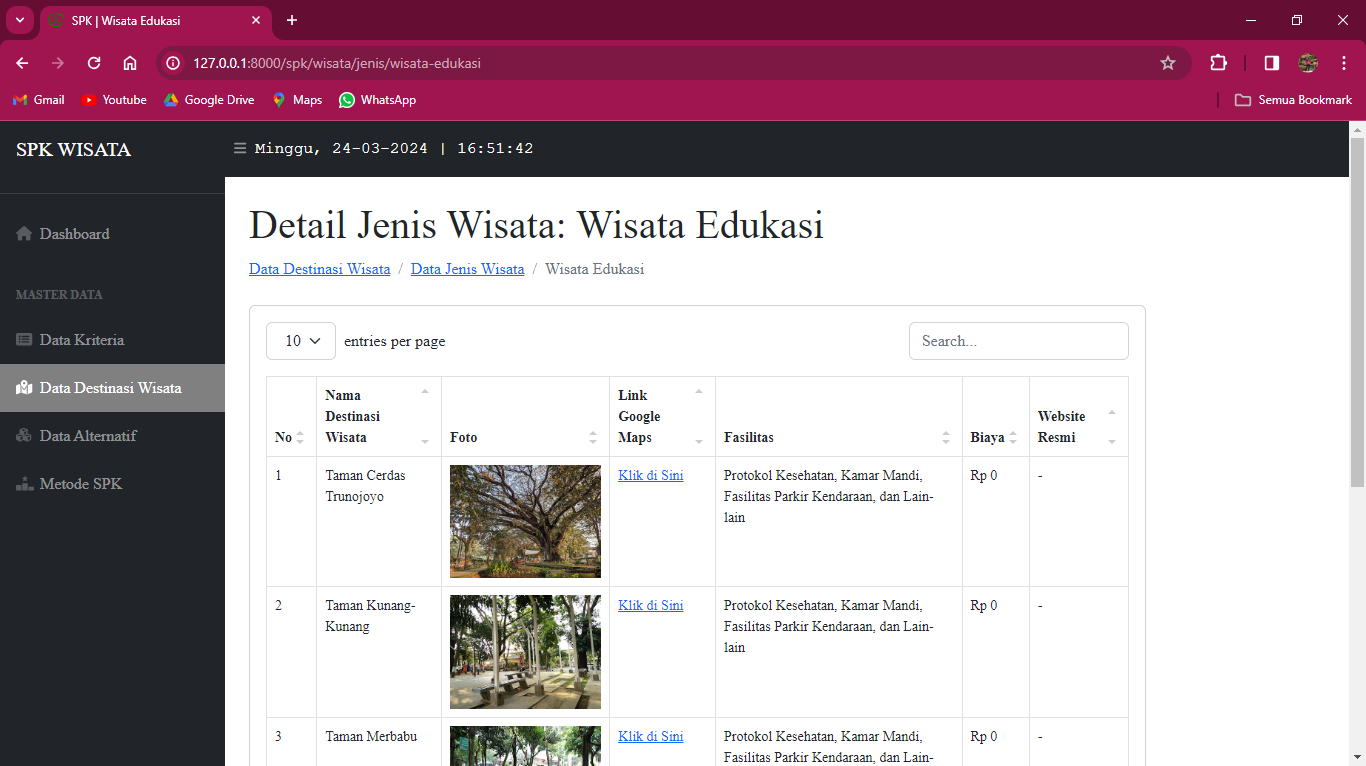 SPK | Wisata Edukasi
127.0.0.1:8000/spk/wisata/jenis/wisata-edukasi
Gmail
Youtube
Google Drive
Maps
WhatsApp
Semua Bookmark
SPK WISATA
Minggu, 24-03-2024 | 16:51:42
Dashboard
MASTER DATA
Data Kriteria
Data Destinasi Wisata
Data Alternatif
Metode SPK
Detail Jenis Wisata: Wisata Edukasi
Data Destinasi Wisata / Data Jenis Wisata / Wisata Edukasi
10 entries per page
Search...
No
Nama
Destinasi
Wisata
Foto
Link
Google
Maps
Fasilitas
Biaya
Website
Resmi
1
Taman Cerdas
Trunojoyo
Klik di Sini
Protokol Kesehatan, Kamar Mandi,
Fasilitas Parkir Kendaraan, dan Lain-
lain
Rp 0
-
2
Taman Kunang-
Kunang
Klik di Sini
Protokol Kesehatan, Kamar Mandi,
Fasilitas Parkir Kendaraan, dan Lain-
lain
Rp 0
-
3
Taman Merbabu
Klik di Sini
Protokol Kesehatan, Kamar Mandi,
Fasilitas Parkir Kendaraan, dan Lain-
Rp 0
-